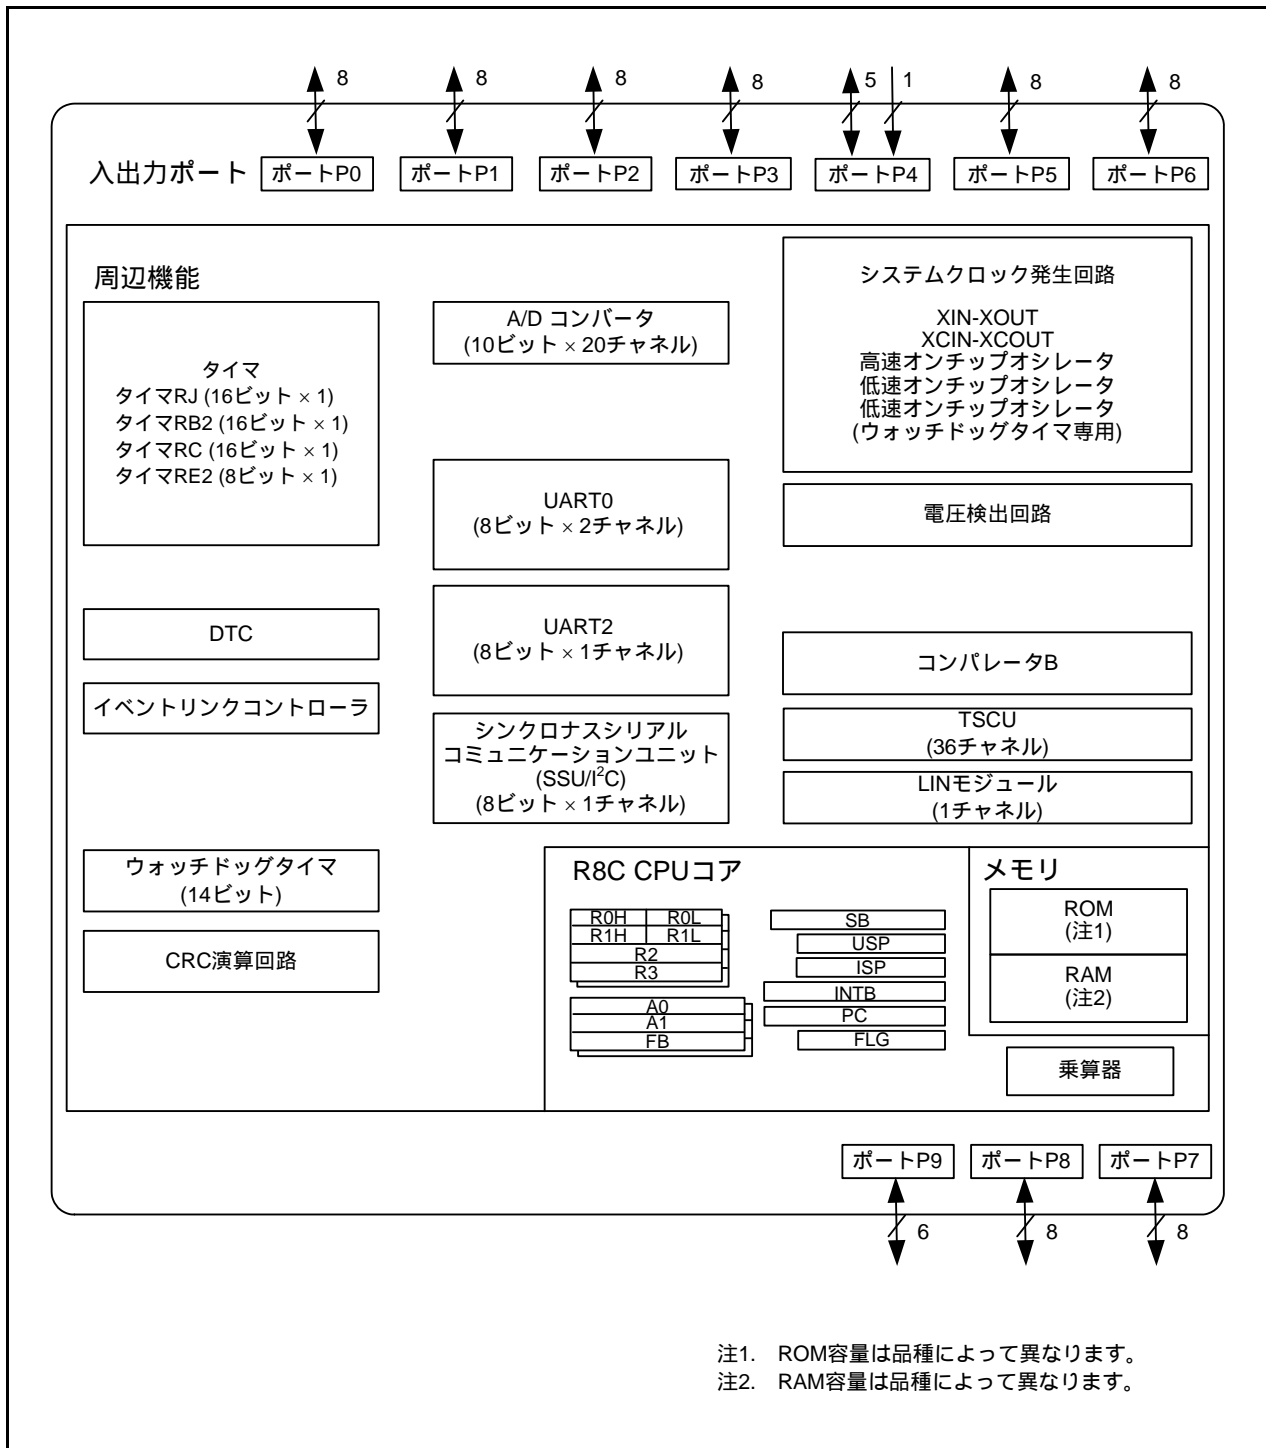 8
8
8
8
5
1
8
8
入出力ポート
ポートP0
ポートP1
ポートP2
ポートP3
ポートP4
ポートP5
ポートP6
周辺機能
タイマ
タイマRJ (16ビット × 1)
タイマRB2 (16ビット × 1)
タイマRC (16ビット × 1)
タイマRE2 (8ビット × 1)
DTC
イベントリンクコントローラ
ウォッチドッグタイマ
(14ビット)
CRC演算回路
A/D コンバータ
(10ビット × 20チャネル)
UART0
(8ビット × 2チャネル)
UART2
(8ビット × 1チャネル)
シンクロナスシリアル
コミュニケーションユニット
(SSU/I²C)
(8ビット × 1チャネル)
システムクロック発生回路
XIN-XOUT
XCIN-XCOUT
高速オンチップオシレータ
低速オンチップオシレータ
低速オンチップオシレータ
(ウォッチドッグタイマ専用)
電圧検出回路
コンパレータB
TSCU
(36チャネル)
LINモジュール
(1チャネル)
R8C CPUコア
R0H R0L
R1H R1L
R2
R3
A0
A1
FB
SB
USP
ISP
INTB
PC
FLG
メモリ
ROM
(注1)
RAM
(注2)
乗算器
ポートP9
ポートP8
ポートP7
6
8
8
注1. ROM容量は品種によって異なります。
注2. RAM容量は品種によって異なります。